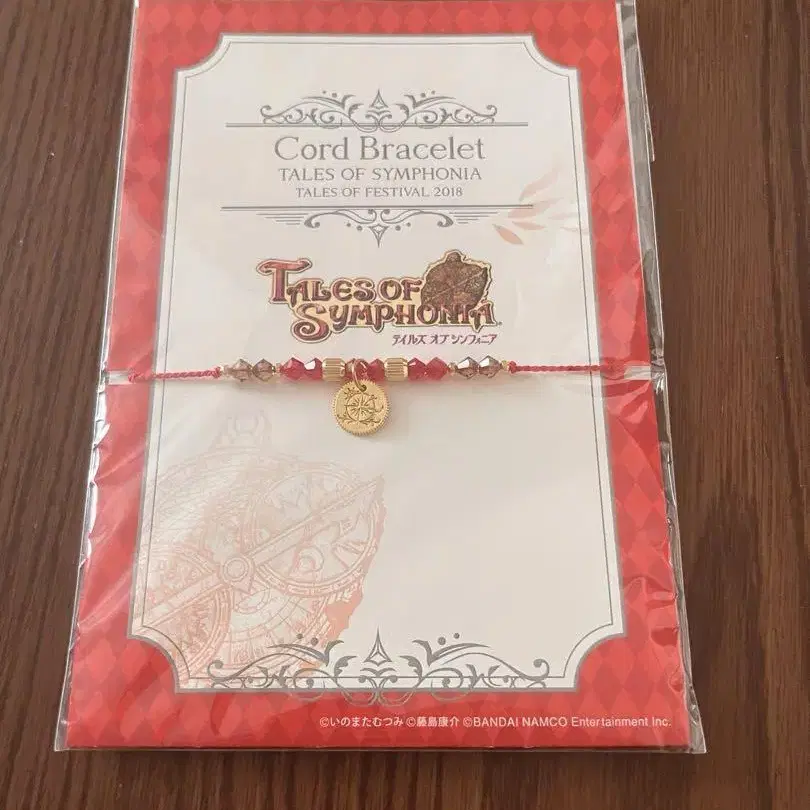 Cord Bracelet
TALES OF SYMPHONIA
TALES OF FESTIVAL 2018
TALES OF
SYMPHONIA
テイルズ オブ シンフォニア
©いのまたむつみ ©藤島康介 ©BANDAI NAMCO Entertainment Inc.